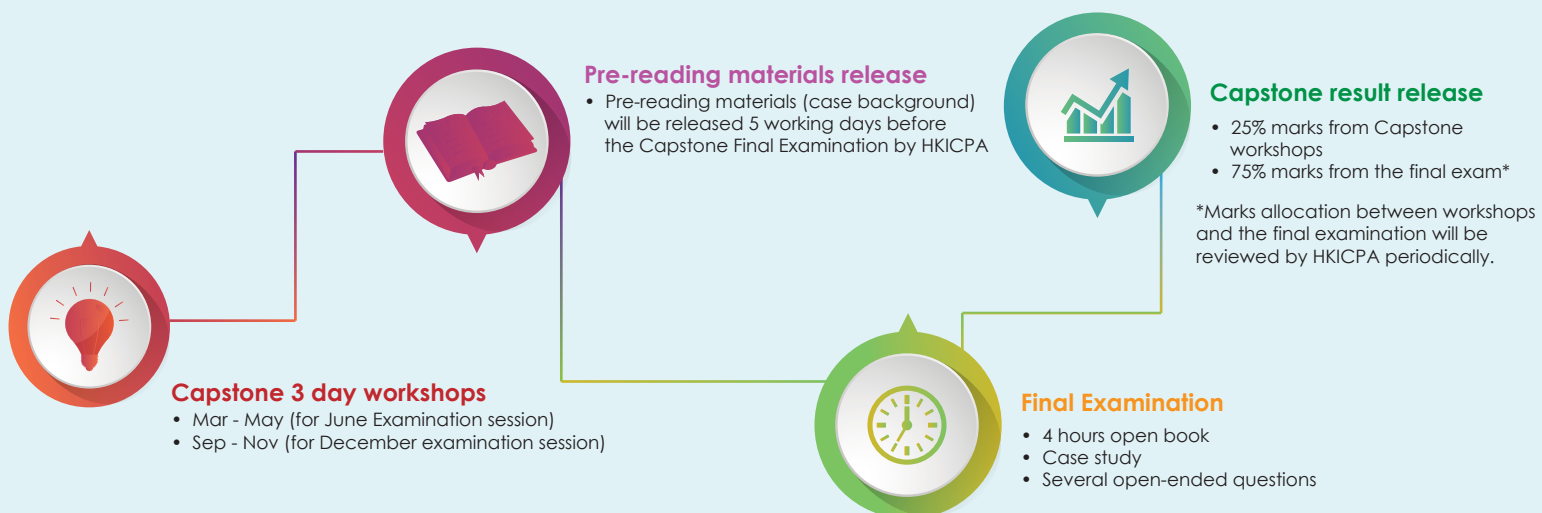 Capstone 3 day workshops
• Mar - May (for June Examination session)
• Sep - Nov (for December examination session)
Pre-reading materials release
• Pre-reading materials (case background)
will be released 5 working days before
the Capstone Final Examination by HKICPA
Final Examination
• 4 hours open book
• Case study
• Several open-ended questions
Capstone result release
• 25% marks from Capstone
workshops
• 75% marks from the final exam*
*Marks allocation between workshops
and the final examination will be
reviewed by HKICPA periodically.